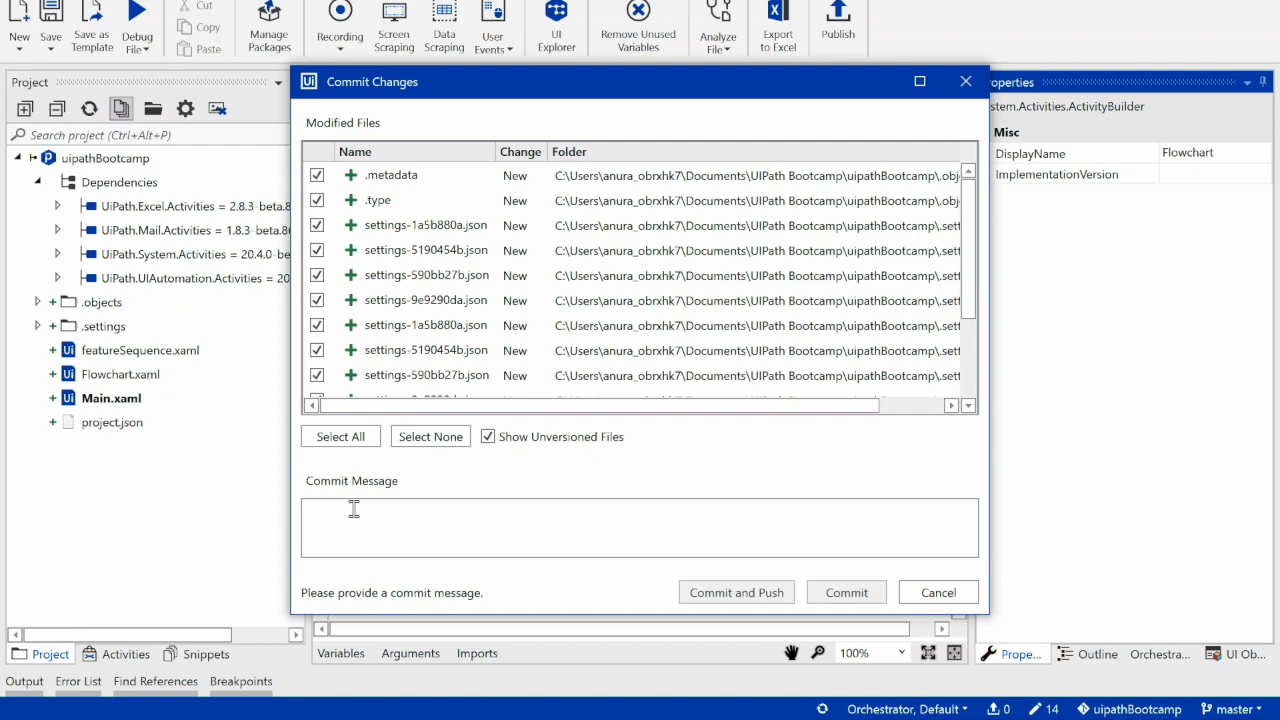 New
Save
Save as
Template
Debug
File
Cut
Copy
Paste
Manage
Packages
Recording
Screen
Scraping
Data
Scraping
User
Events
UI
Explorer
Remove Unused
Variables
Analyze
File
Export
to Excel
Publish
Project
Search project (Ctrl+Alt+P)
uipathBootcamp
Dependencies
UiPath.Excel.Activities = 2.8.3-beta.8
UiPath.Mail.Activities = 1.8.3-beta.8
UiPath.System.Activities = 20.4.0-be
UiPath.UIAutomation.Activities = 20
.objects
.settings
Ui featureSequence.xaml
Ui Flowchart.xaml
Ui Main.xaml
project.json
Project
Activities
Snippets
Ui Commit Changes
Modified Files
Name Change Folder
.metadata New C:\Users\anura_obrxhk7\Documents\UIPath Bootcamp\uipathBootcamp\.obj
.type New C:\Users\anura_obrxhk7\Documents\UIPath Bootcamp\uipathBootcamp\.obj
settings-1a5b880a.json New C:\Users\anura_obrxhk7\Documents\UIPath Bootcamp\uipathBootcamp\.sett
settings-5190454b.json New C:\Users\anura_obrxhk7\Documents\UIPath Bootcamp\uipathBootcamp\.sett
settings-590bb27b.json New C:\Users\anura_obrxhk7\Documents\UIPath Bootcamp\uipathBootcamp\.sett
settings-9e9290da.json New C:\Users\anura_obrxhk7\Documents\UIPath Bootcamp\uipathBootcamp\.sett
settings-1a5b880a.json New C:\Users\anura_obrxhk7\Documents\UIPath Bootcamp\uipathBootcamp\.sett
settings-5190454b.json New C:\Users\anura_obrxhk7\Documents\UIPath Bootcamp\uipathBootcamp\.sett
settings-590bb27b.json New C:\Users\anura_obrxhk7\Documents\UIPath Bootcamp\uipathBootcamp\.sett
Select All Select None Show Unversioned Files
Commit Message
Please provide a commit message. Commit and Push Commit Cancel
Variables Arguments Imports 100%
operties
stem.Activities.ActivityBuilder
Misc
DisplayName Flowchart
ImplementationVersion
Prope... Outline Orchestra... UI Ob...
Output Error List Find References Breakpoints
Orchestrator, Default 0 14 uipathBootcamp master